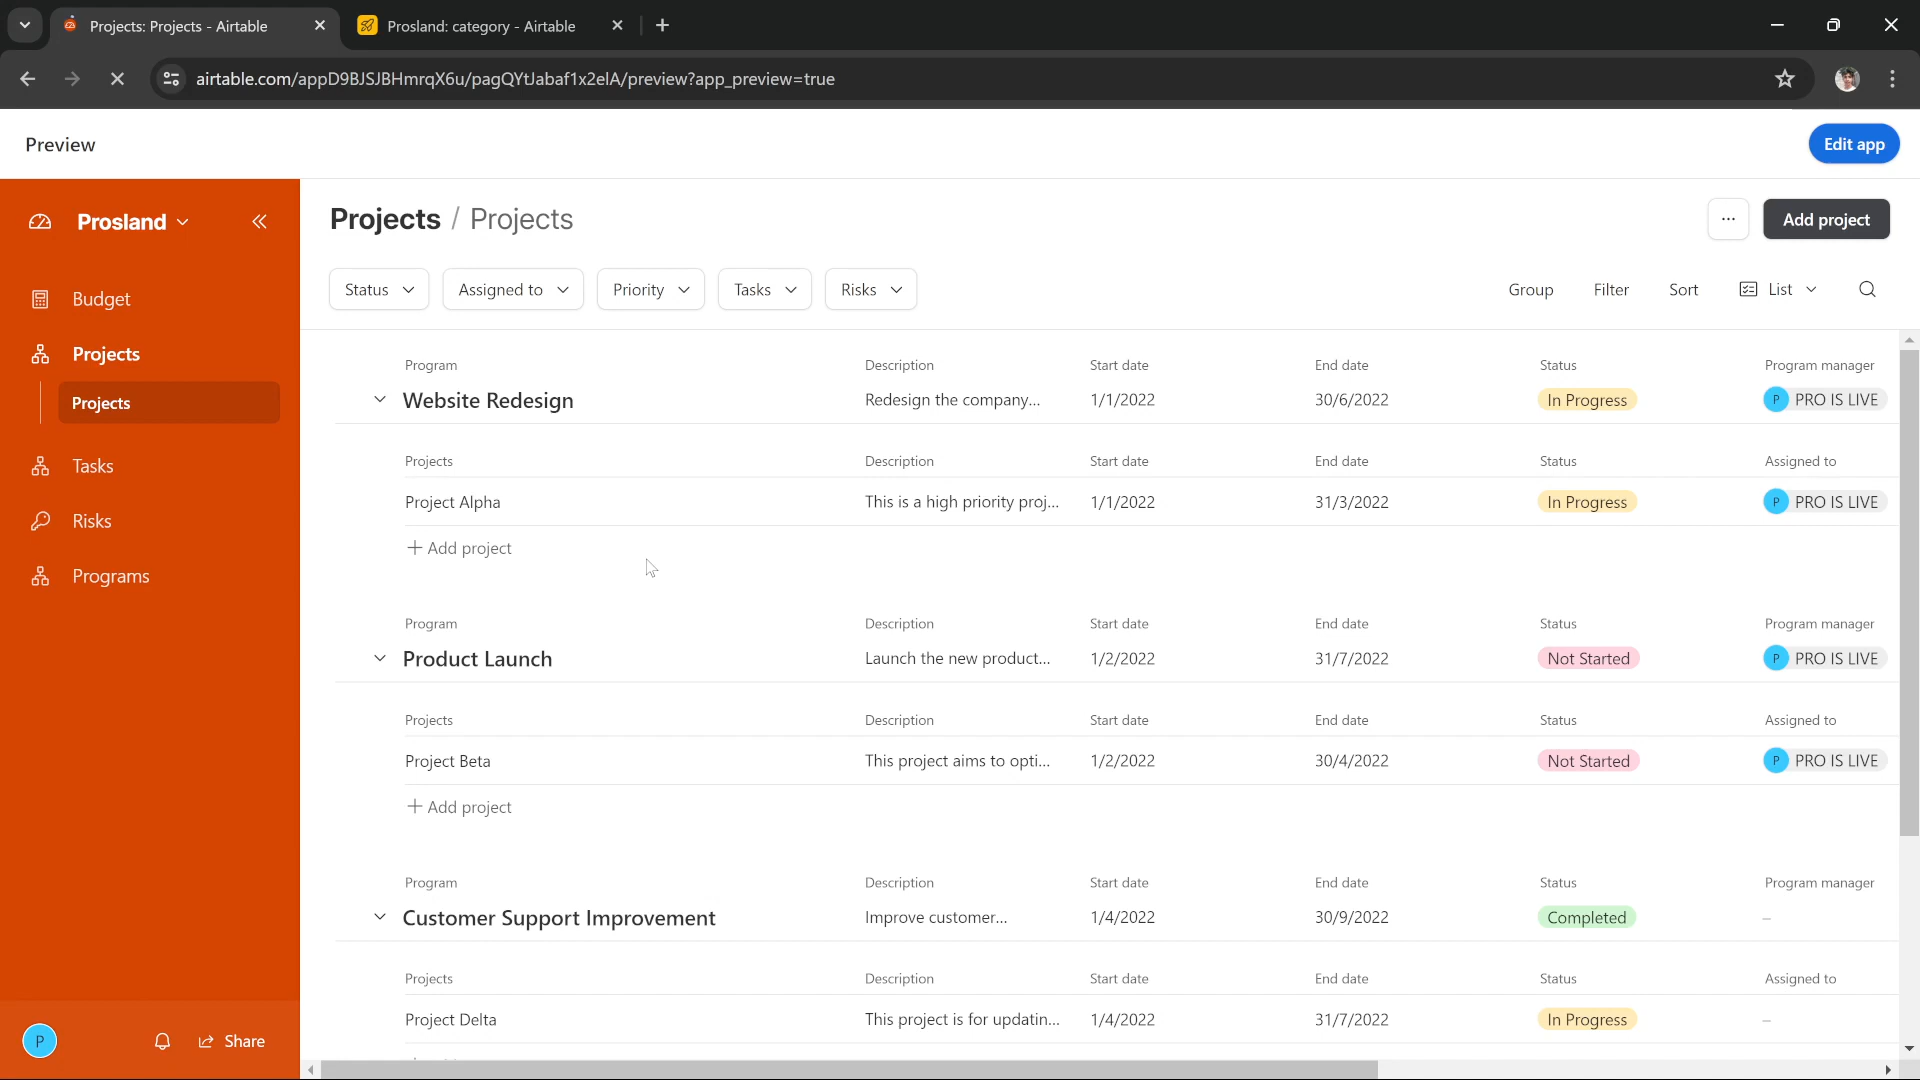 Projects: Projects - Airtable
Prosland: category - Airtable
airtable.com/appD9BJSJBHmrqX6u/pagQYtJabaf1x2elA/preview?app_preview=true
Preview
Edit app
Prosland
Projects / Projects
Add project
Status
Assigned to
Priority
Tasks
Risks
Group
Filter
Sort
List
Budget
Projects
Projects
Tasks
Risks
Programs
P
Share
Program Description Start date End date Status Program manager
Website Redesign Redesign the company... 1/1/2022 30/6/2022 In Progress P PRO IS LIVE
Projects Description Start date End date Status Assigned to
Project Alpha This is a high priority proj... 1/1/2022 31/3/2022 In Progress P PRO IS LIVE
+ Add project
Program Description Start date End date Status Program manager
Product Launch Launch the new product... 1/2/2022 31/7/2022 Not Started P PRO IS LIVE
Projects Description Start date End date Status Assigned to
Project Beta This project aims to opti... 1/2/2022 30/4/2022 Not Started P PRO IS LIVE
+ Add project
Program Description Start date End date Status Program manager
Customer Support Improvement Improve customer... 1/4/2022 30/9/2022 Completed –
Projects Description Start date End date Status Assigned to
Project Delta This project is for updatin... 1/4/2022 31/7/2022 In Progress –